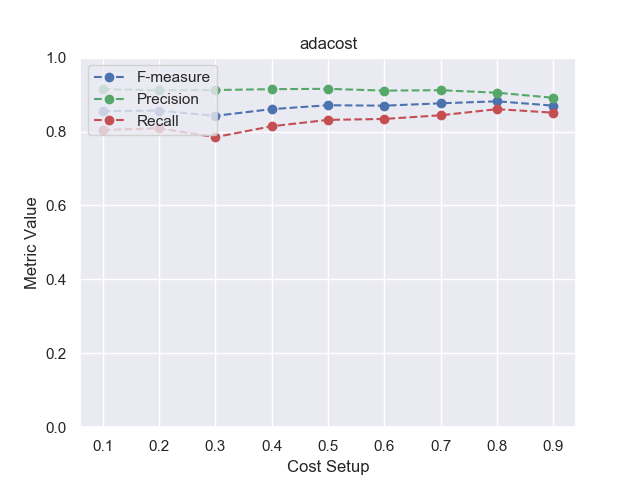 adacost
F-measure
Precision
Recall
1.0
0.8
0.6
0.4
0.2
0.0
Metric Value
0.1 0.2 0.3 0.4 0.5 0.6 0.7 0.8 0.9
Cost Setup